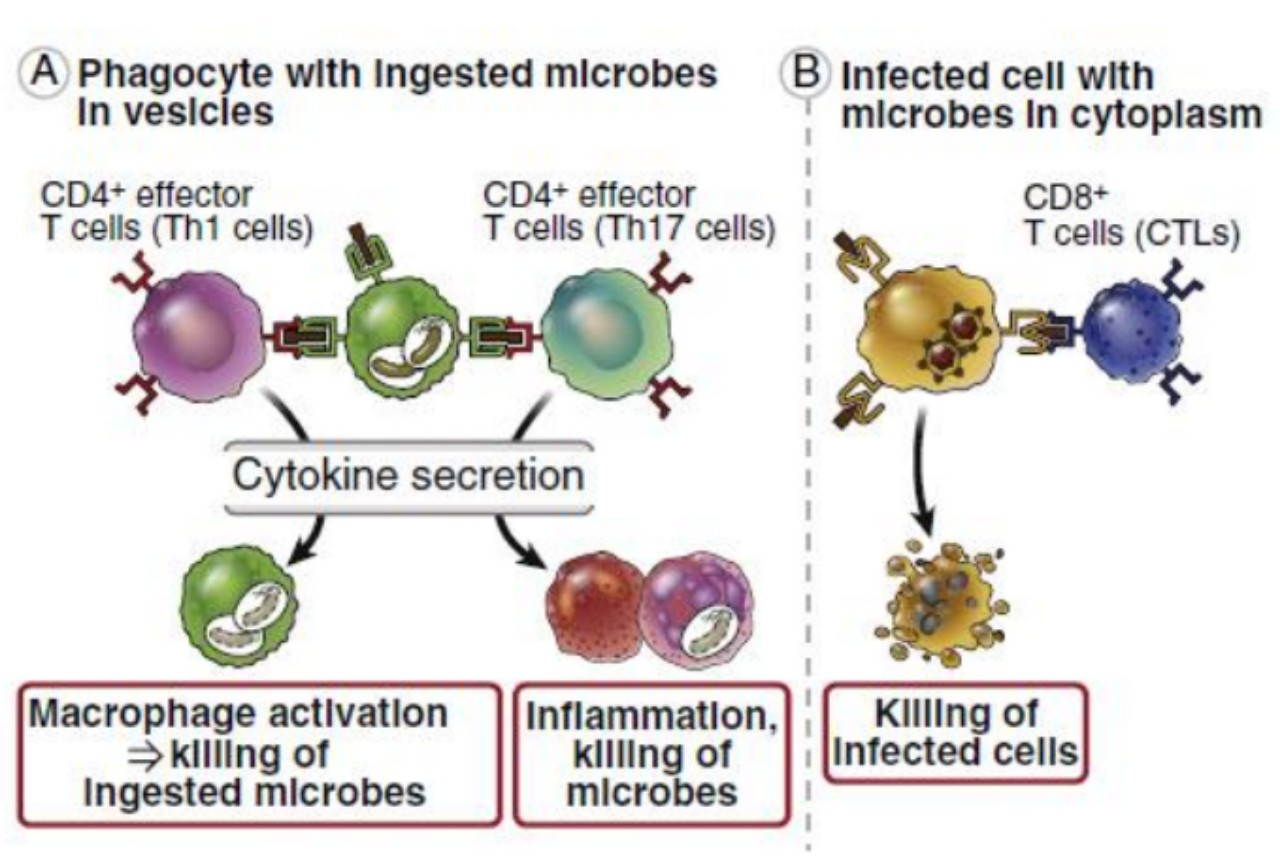 A Phagocyte with ingested microbes
in vesicles
CD4+ effector
T cells (Th1 cells)
CD4+ effector
T cells (Th17 cells)
Cytokine secretion
Macrophage activation
⇒ killing of
ingested microbes
Inflammation,
killing of
microbes
B Infected cell with
microbes in cytoplasm
CD8+
T cells (CTLs)
Killing of
infected cells